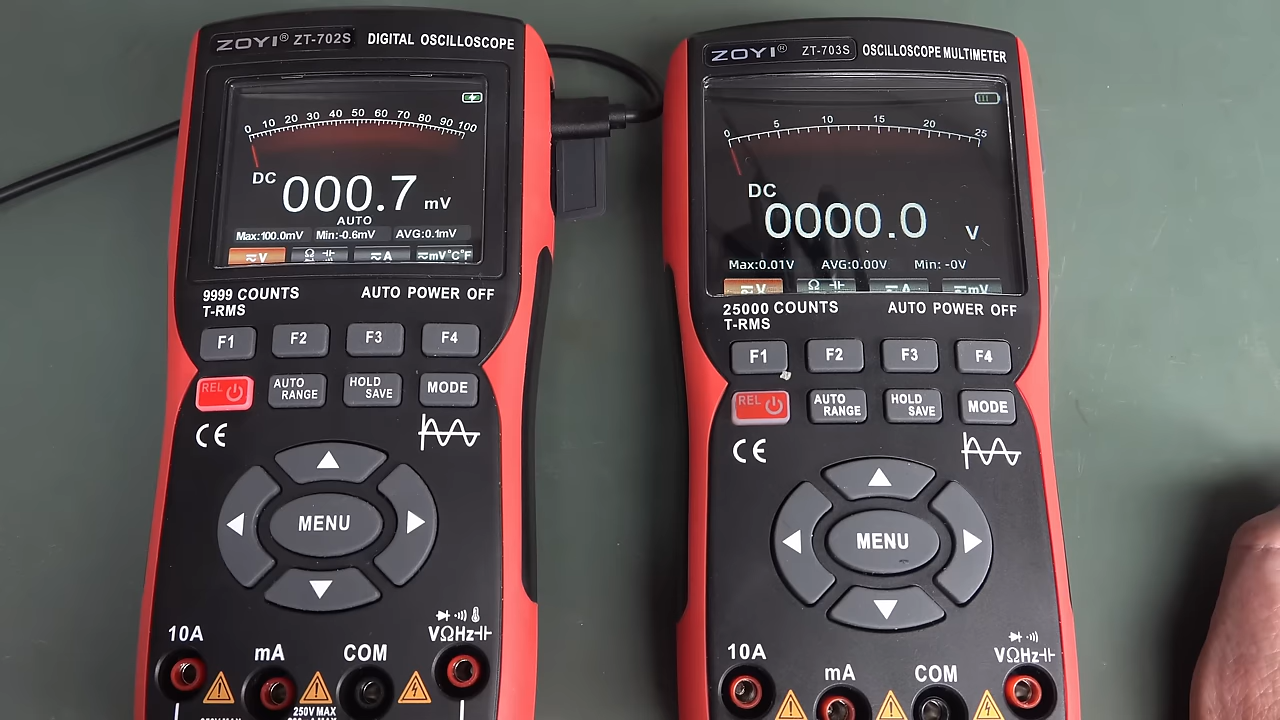 ZOYI® ZT-702S DIGITAL OSCILLOSCOPE
0 10 20 30 40 50 60 70 80 90 100
DC 000.7 mV
AUTO
Max:100.0mV Min:-0.6mV AVG:0.1mV
V Ω A mV°C°F
9999 COUNTS AUTO POWER OFF
T-RMS
F1 F2 F3 F4
REL AUTO RANGE HOLD SAVE MODE
CE
MENU
10A mA COM VΩHz
250V MAX
ZOYI® ZT-703S OSCILLOSCOPE MULTIMETER
0 5 10 15 20 25
DC
0000.0 V
Max:0.01V AVG:0.00V Min: -0V
V Ω A mV
25000 COUNTS AUTO POWER OFF
T-RMS
F1 F2 F3 F4
REL AUTO RANGE HOLD SAVE MODE
CE
MENU
10A mA COM VΩHz